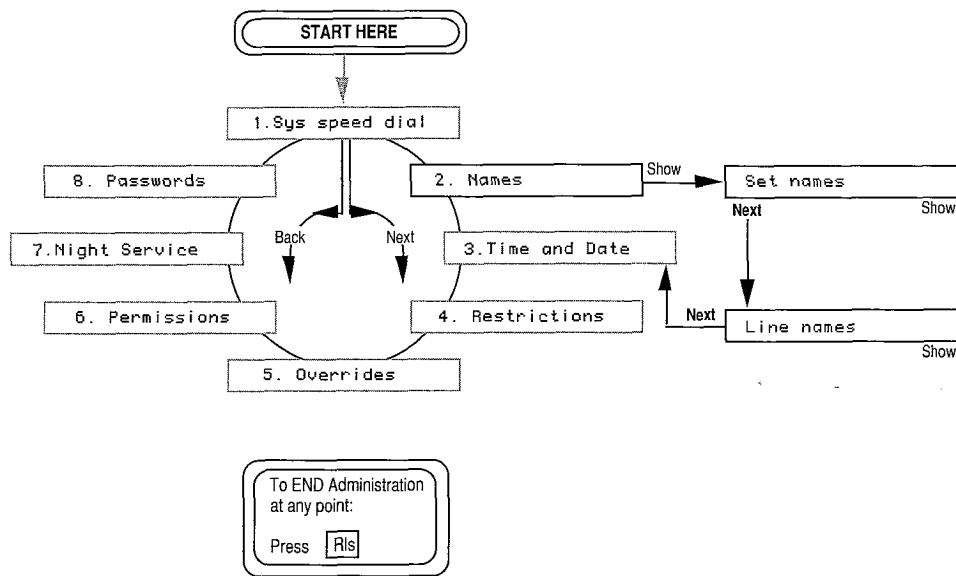 START HERE
1.Sys speed dial
8. Passwords
2. Names
Show
Set names
Show
Next
Back
Next
7.Night Service
3.Time and Date
6. Permissions
4. Restrictions
Next
Line names
Show
5. Overrides
To END Administration
at any point:
Press Rls